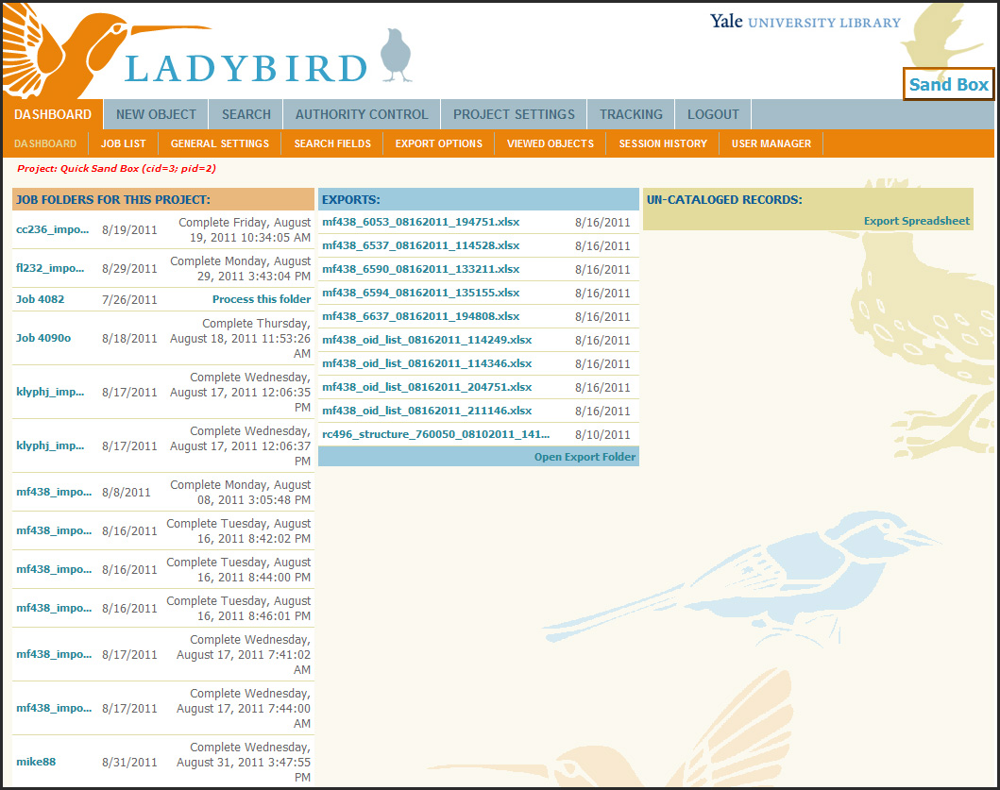 Yale UNIVERSITY LIBRARY
LADYBIRD
Sand Box
DASHBOARD NEW OBJECT SEARCH AUTHORITY CONTROL PROJECT SETTINGS TRACKING LOGOUT
DASHBOARD JOB LIST GENERAL SETTINGS SEARCH FIELDS EXPORT OPTIONS VIEWED OBJECTS SESSION HISTORY USER MANAGER
Project: Quick Sand Box (cid=3; pid=2)
JOB FOLDERS FOR THIS PROJECT:
cc236_impo... 8/19/2011 Complete Friday, August
19, 2011 10:34:05 AM
fl232_impo... 8/29/2011 Complete Monday, August
29, 2011 3:43:04 PM
Job 4082 7/26/2011 Process this folder
Job 4090o 8/18/2011 Complete Thursday,
August 18, 2011 11:53:26
AM
klyphj_imp... 8/17/2011 Complete Wednesday,
August 17, 2011 12:06:35
PM
klyphj_imp... 8/17/2011 Complete Wednesday,
August 17, 2011 12:06:37
PM
mf438_impo... 8/8/2011 Complete Monday, August
08, 2011 3:05:48 PM
mf438_impo... 8/16/2011 Complete Tuesday, August
16, 2011 8:42:02 PM
mf438_impo... 8/16/2011 Complete Tuesday, August
16, 2011 8:44:00 PM
mf438_impo... 8/16/2011 Complete Tuesday, August
16, 2011 8:46:01 PM
mf438_impo... 8/17/2011 Complete Wednesday,
August 17, 2011 7:41:02
AM
mf438_impo... 8/17/2011 Complete Wednesday,
August 17, 2011 7:44:00
AM
mike88 8/31/2011 Complete Wednesday,
August 31, 2011 3:47:55
PM
EXPORTS:
mf438_6053_08162011_194751.xlsx 8/16/2011
mf438_6537_08162011_114528.xlsx 8/16/2011
mf438_6590_08162011_133211.xlsx 8/16/2011
mf438_6594_08162011_135155.xlsx 8/16/2011
mf438_6637_08162011_194808.xlsx 8/16/2011
mf438_oid_list_08162011_114249.xlsx 8/16/2011
mf438_oid_list_08162011_114346.xlsx 8/16/2011
mf438_oid_list_08162011_204751.xlsx 8/16/2011
mf438_oid_list_08162011_211146.xlsx 8/16/2011
rc496_structure_760050_08102011_141... 8/10/2011
Open Export Folder
UN-CATALOGED RECORDS:
Export Spreadsheet